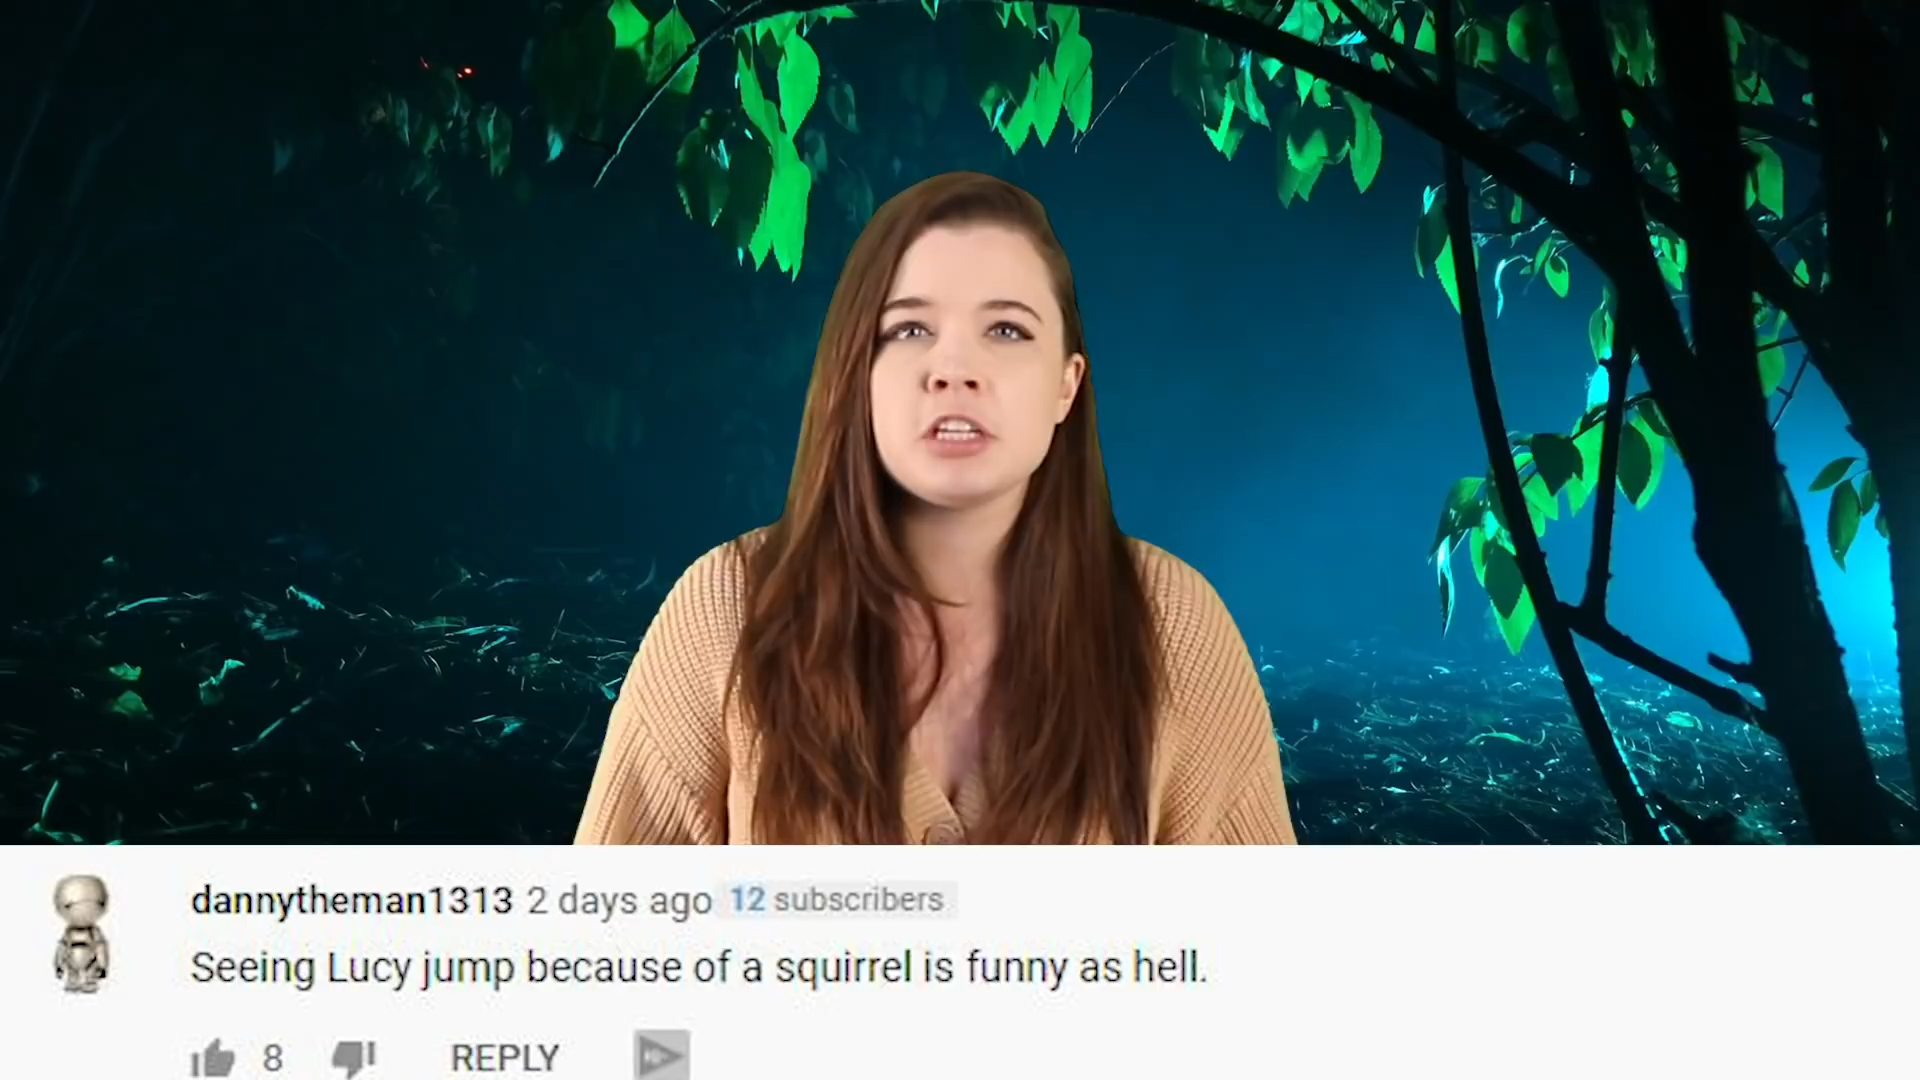 dannytheman1313 2 days ago 12 subscribers
Seeing Lucy jump because of a squirrel is funny as hell.
8 REPLY